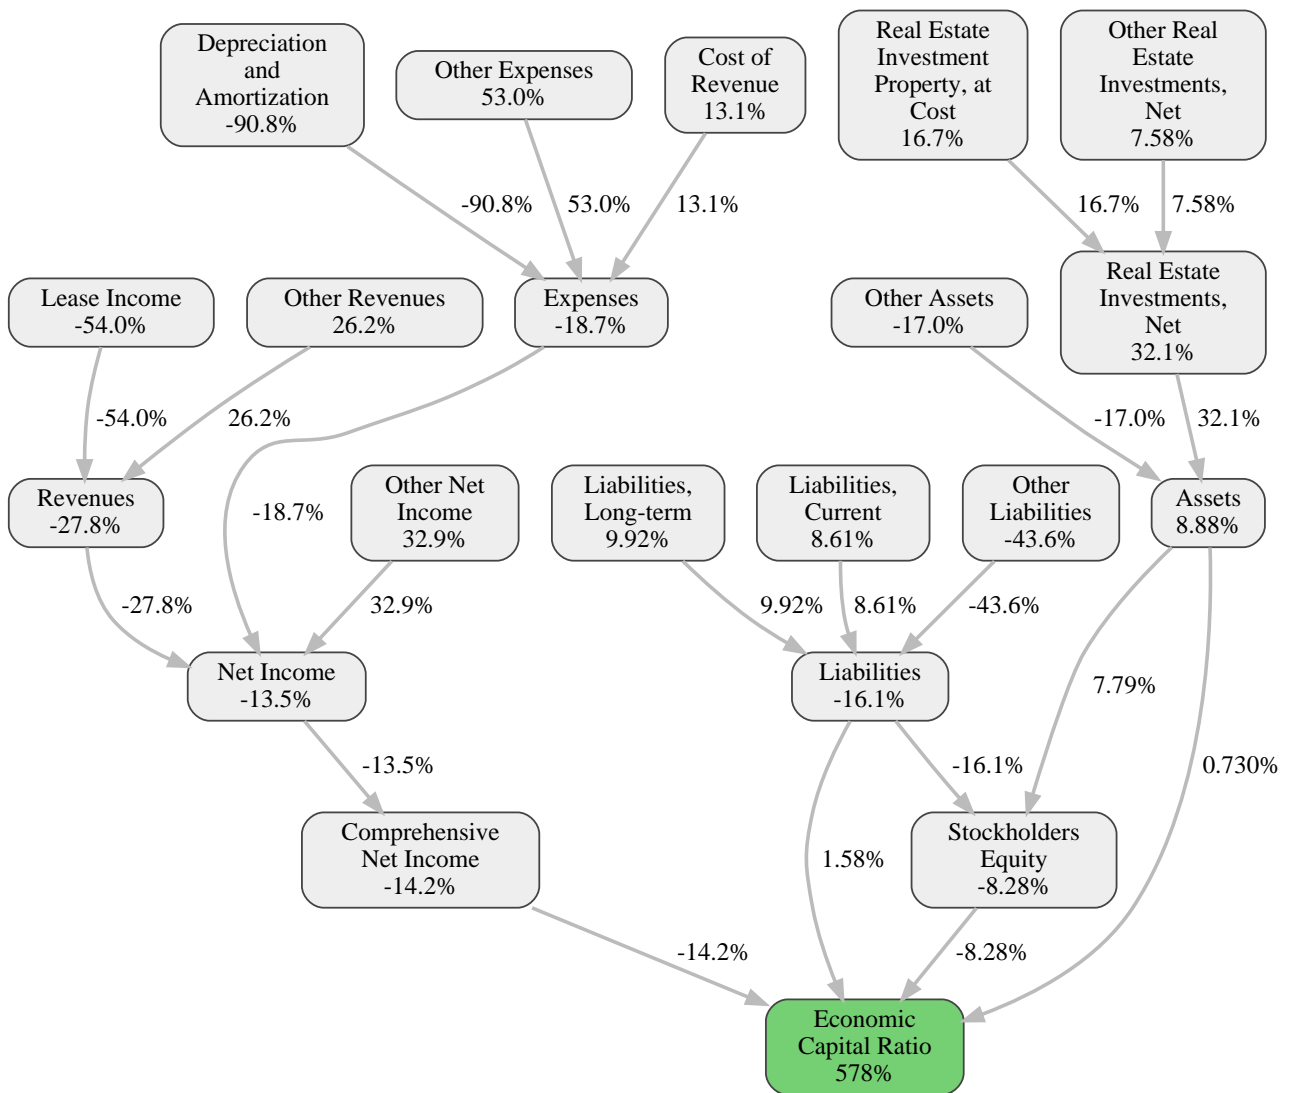 Depreciation
and
Amortization
-90.8%
Other Expenses
53.0%
Cost of
Revenue
13.1%
Real Estate
Investment
Property, at
Cost
16.7%
Other Real
Estate
Investments,
Net
7.58%
-90.8%
53.0%
13.1%
16.7%
7.58%
Lease Income
-54.0%
Other Revenues
26.2%
Expenses
-18.7%
Other Assets
-17.0%
Real Estate
Investments,
Net
32.1%
-54.0%
26.2%
-17.0%
32.1%
Revenues
-27.8%
-18.7%
Other Net
Income
32.9%
Liabilities,
Long-term
9.92%
Liabilities,
Current
8.61%
Other
Liabilities
-43.6%
Assets
8.88%
-27.8%
32.9%
9.92%
8.61%
-43.6%
Net Income
-13.5%
Liabilities
-16.1%
7.79%
-13.5%
-16.1%
0.730%
Comprehensive
Net Income
-14.2%
1.58%
Stockholders
Equity
-8.28%
-14.2%
-8.28%
Economic
Capital Ratio
578%